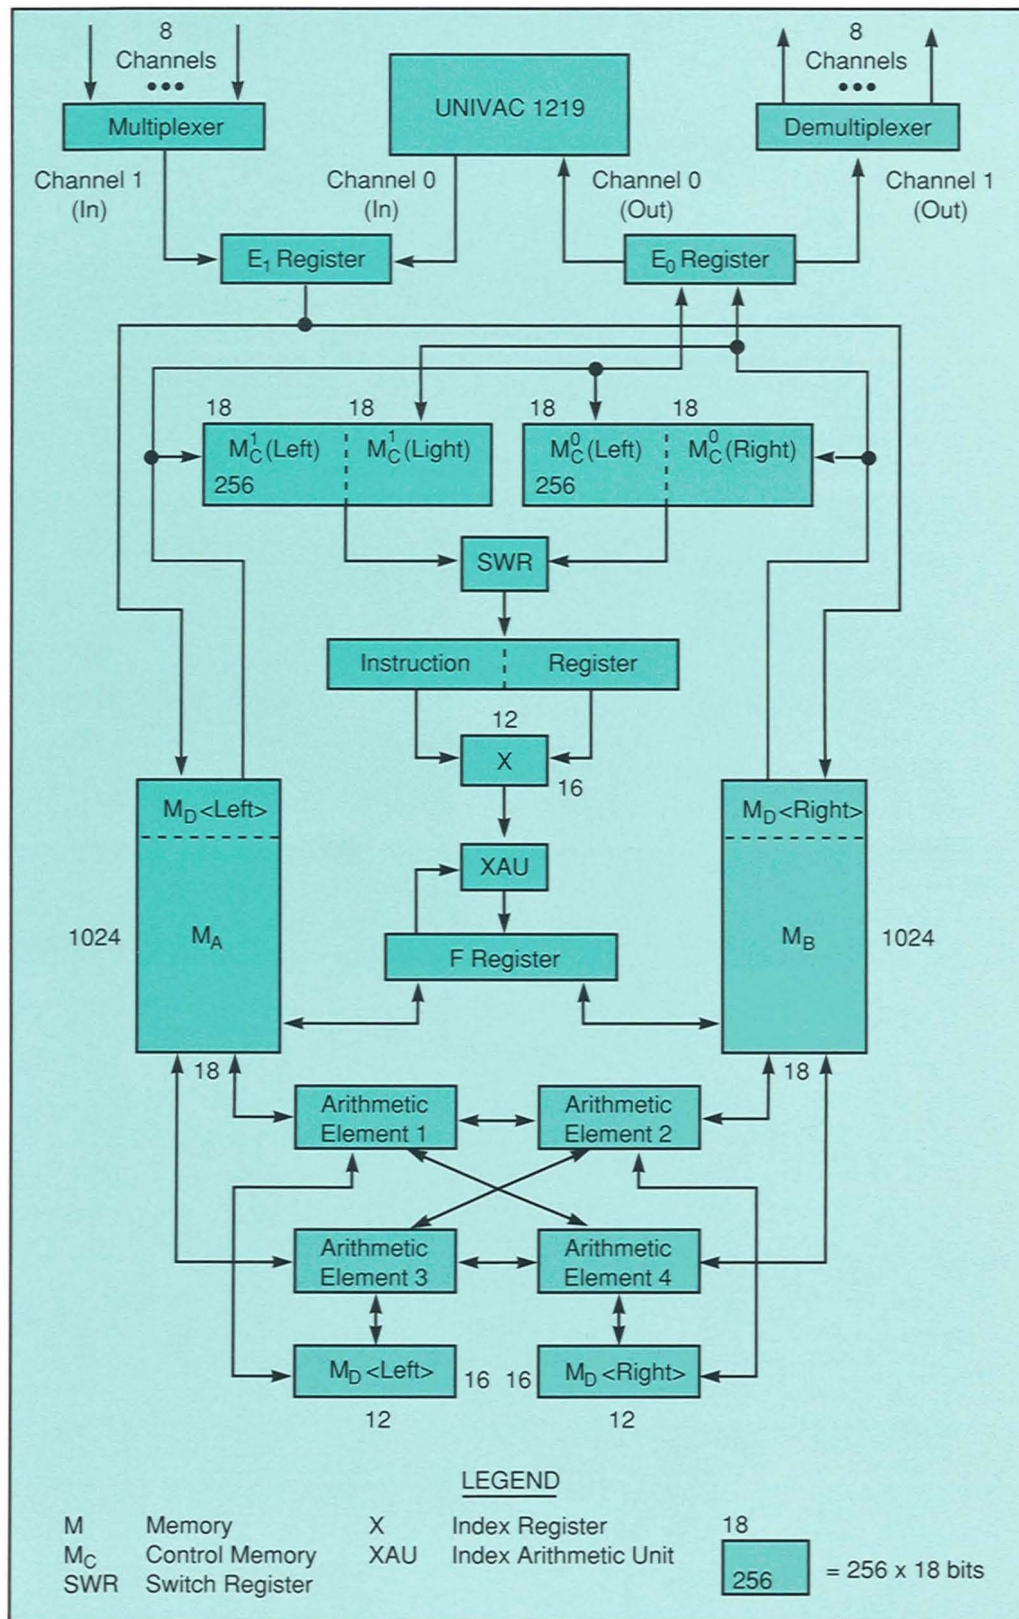 8
Channels
•••
Multiplexer
UNIVAC 1219
8
Channels
•••
Demultiplexer
Channel 1
(In)
Channel 0
(In)
Channel 0
(Out)
Channel 1
(Out)
E1 Register
E0 Register
18
18
18
18
M1C(Left)
M1C(Light)
256
M0C(Left)
M0C(Right)
256
SWR
Instruction
Register
12
X
16
XAU
F Register
MD<Left>
MA
1024
18
MD<Right>
MB
1024
18
Arithmetic
Element 1
Arithmetic
Element 2
Arithmetic
Element 3
Arithmetic
Element 4
MD<Left>
16
12
16
MD<Right>
12
LEGEND
M Memory
MC Control Memory
SWR Switch Register
X Index Register
XAU Index Arithmetic Unit
18
256 = 256 x 18 bits